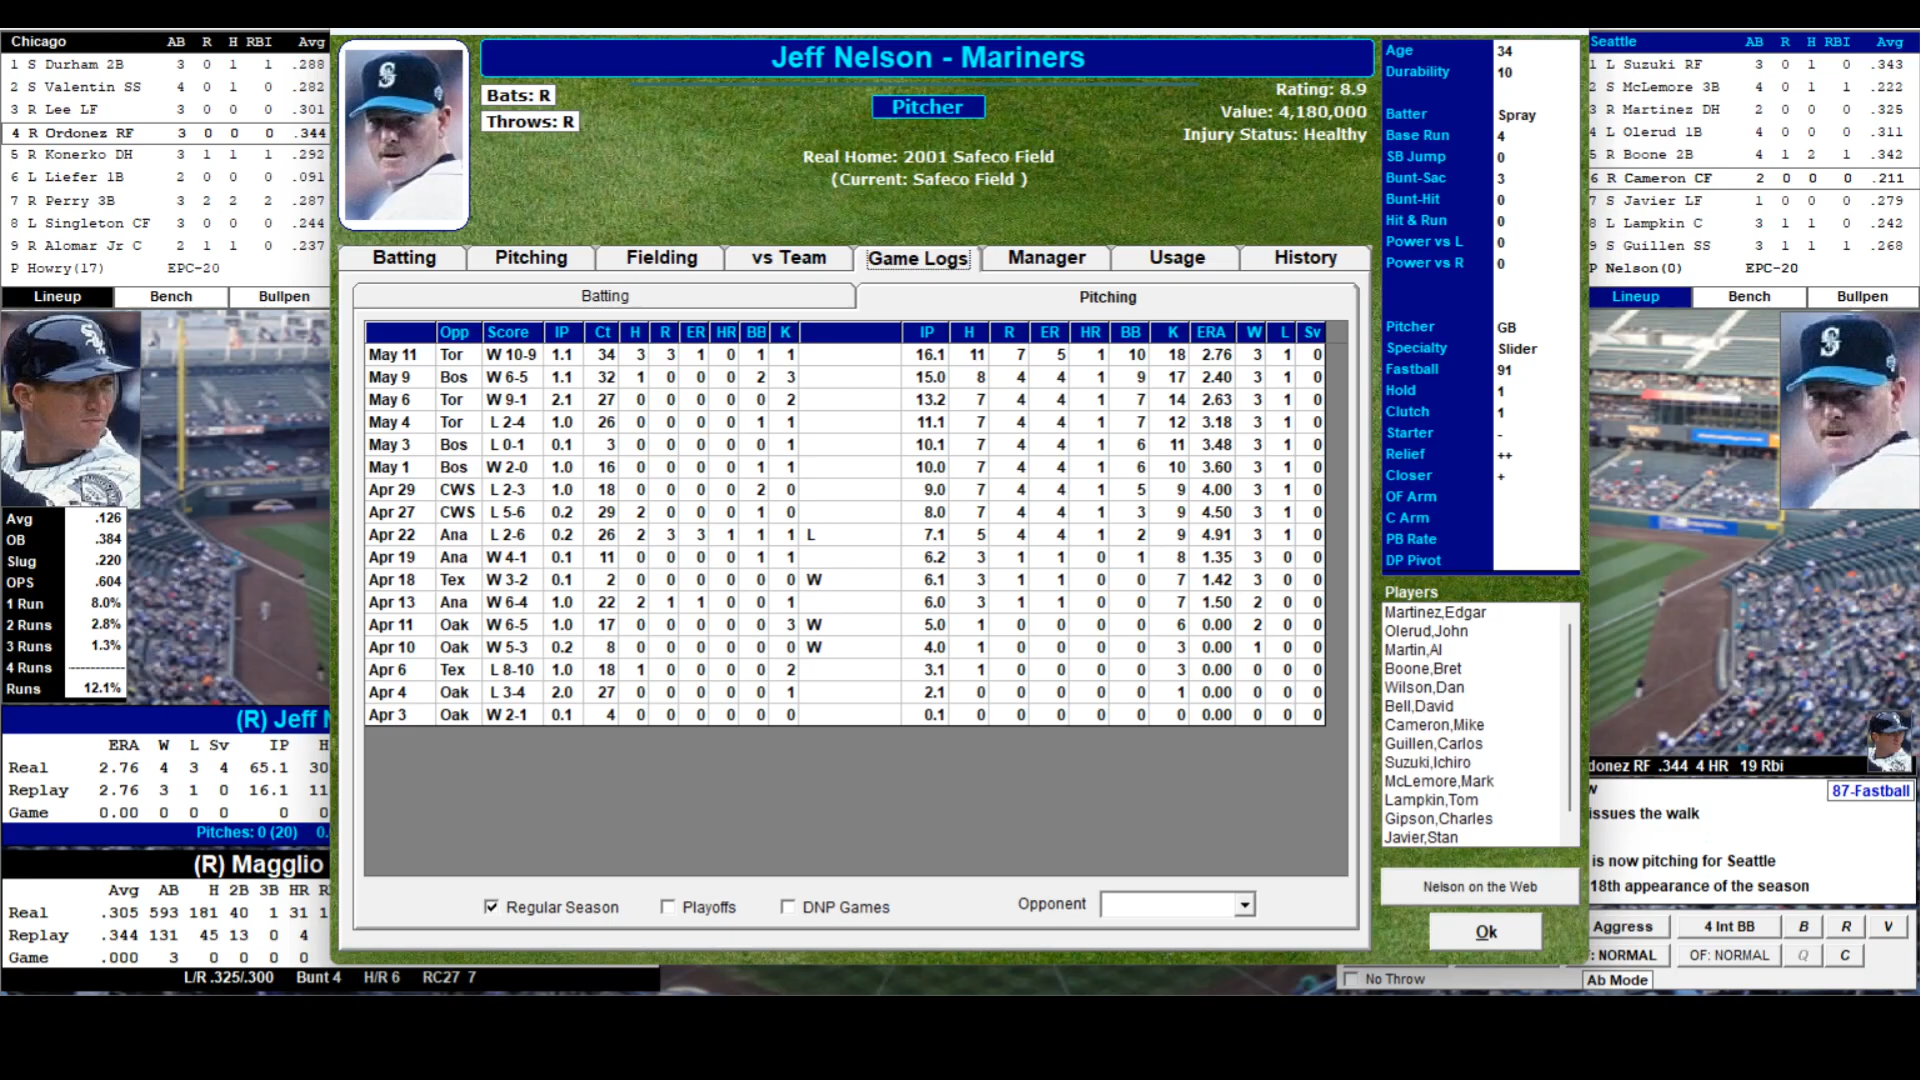 Chicago AB R H RBI Avg
1 S Durham 2B 3 0 1 1 .288
2 S Valentin SS 4 0 1 0 .282
3 R Lee LF 3 0 0 0 .301
4 R Ordonez RF 3 0 0 0 .344
5 R Konerko DH 3 1 1 1 .292
6 L Liefer 1B 2 0 0 0 .091
7 R Perry 3B 3 2 2 2 .287
8 L Singleton CF 3 0 0 0 .244
9 R Alomar Jr C 2 1 1 0 .237
P Howry(17) EPC-20
Lineup Bench Bullpen
Avg .126
OB .384
Slug .220
OPS .604
1 Run 8.0%
2 Runs 2.8%
3 Runs 1.3%
4 Runs ------------
Runs 12.1%
(R) Jeff
ERA W L Sv IP H
Real 2.76 4 3 4 65.1 30
Replay 2.76 3 1 0 16.1 11
Game 0.00 0 0 0 0 0
Pitches: 0 (20) 0.
(R) Magglio
Avg AB H 2B 3B HR R
Real .305 593 181 40 1 31 1
Replay .344 131 45 13 0 4
Game .000 3 0 0 0 0
L/R .325/.300 Bunt 4 H/R 6 RC27 7
Jeff Nelson - Mariners
Bats: R
Throws: R
Pitcher
Rating: 8.9
Value: 4,180,000
Injury Status: Healthy
Real Home: 2001 Safeco Field
(Current: Safeco Field )
Batting Pitching Fielding vs Team Game Logs Manager Usage History
Batting Pitching
Opp Score IP Ct H R ER HR BB K IP H R ER HR BB K ERA W L Sv
May 11 Tor W 10-9 1.1 34 3 3 1 0 1 1 16.1 11 7 5 1 10 18 2.76 3 1 0
May 9 Bos W 6-5 1.1 32 1 0 0 0 2 3 15.0 8 4 4 1 9 17 2.40 3 1 0
May 6 Tor W 9-1 2.1 27 0 0 0 0 0 2 13.2 7 4 4 1 7 14 2.63 3 1 0
May 4 Tor L 2-4 1.0 26 0 0 0 0 1 1 11.1 7 4 4 1 7 12 3.18 3 1 0
May 3 Bos L 0-1 0.1 3 0 0 0 0 0 1 10.1 7 4 4 1 6 11 3.48 3 1 0
May 1 Bos W 2-0 1.0 16 0 0 0 0 1 1 10.0 7 4 4 1 6 10 3.60 3 1 0
Apr 29 CWS L 2-3 1.0 18 0 0 0 0 2 0 9.0 7 4 4 1 5 9 4.00 3 1 0
Apr 27 CWS L 5-6 0.2 29 2 0 0 0 1 0 8.0 7 4 4 1 3 9 4.50 3 1 0
Apr 22 Ana L 2-6 0.2 26 2 3 3 1 1 1 L 7.1 5 4 4 1 2 9 4.91 3 1 0
Apr 19 Ana W 4-1 0.1 11 0 0 0 0 1 1 6.2 3 1 1 0 1 8 1.35 3 0 0
Apr 18 Tex W 3-2 0.1 2 0 0 0 0 0 0 W 6.1 3 1 1 0 0 7 1.42 3 0 0
Apr 13 Ana W 6-4 1.0 22 2 1 1 0 0 1 6.0 3 1 1 0 0 7 1.50 2 0 0
Apr 11 Oak W 6-5 1.0 17 0 0 0 0 0 3 W 5.0 1 0 0 0 0 6 0.00 2 0 0
Apr 10 Oak W 5-3 0.2 8 0 0 0 0 0 0 W 4.0 1 0 0 0 0 3 0.00 1 0 0
Apr 6 Tex L 8-10 1.0 18 1 0 0 0 0 2 3.1 1 0 0 0 0 3 0.00 0 0 0
Apr 4 Oak L 3-4 2.0 27 0 0 0 0 0 1 2.1 0 0 0 0 0 1 0.00 0 0 0
Apr 3 Oak W 2-1 0.1 4 0 0 0 0 0 0 0.1 0 0 0 0 0 0 0.00 0 0 0
Regular Season Playoffs DNP Games Opponent
Age 34
Durability 10
Batter Spray
Base Run 4
SB Jump 0
Bunt-Sac 3
Bunt-Hit 0
Hit & Run 0
Power vs L 0
Power vs R 0
Pitcher GB
Specialty Slider
Fastball 91
Hold 1
Clutch 1
Starter -
Relief ++
Closer +
OF Arm
C Arm
PB Rate
DP Pivot
Players
Martinez,Edgar
Olerud,John
Martin,Al
Boone,Bret
Wilson,Dan
Bell,David
Cameron,Mike
Guillen,Carlos
Suzuki,Ichiro
McLemore,Mark
Lampkin,Tom
Gipson,Charles
Javier,Stan
Nelson on the Web
Ok
Seattle AB R H RBI Avg
1 L Suzuki RF 3 0 1 0 .343
2 S McLemore 3B 4 0 1 1 .222
3 R Martinez DH 2 0 0 0 .325
4 L Olerud 1B 4 0 0 0 .311
5 R Boone 2B 4 1 2 1 .342
6 R Cameron CF 2 0 0 0 .211
7 S Javier LF 1 0 0 0 .279
8 L Lampkin C 3 1 1 0 .242
9 S Guillen SS 3 1 1 1 .268
P Nelson(0) EPC-20
Lineup Bench Bullpen
donez RF .344 4 HR 19 Rbi
87-Fastball
issues the walk
is now pitching for Seattle
18th appearance of the season
Aggress 4 Int BB B R V
: NORMAL OF: NORMAL Q C
No Throw Ab Mode